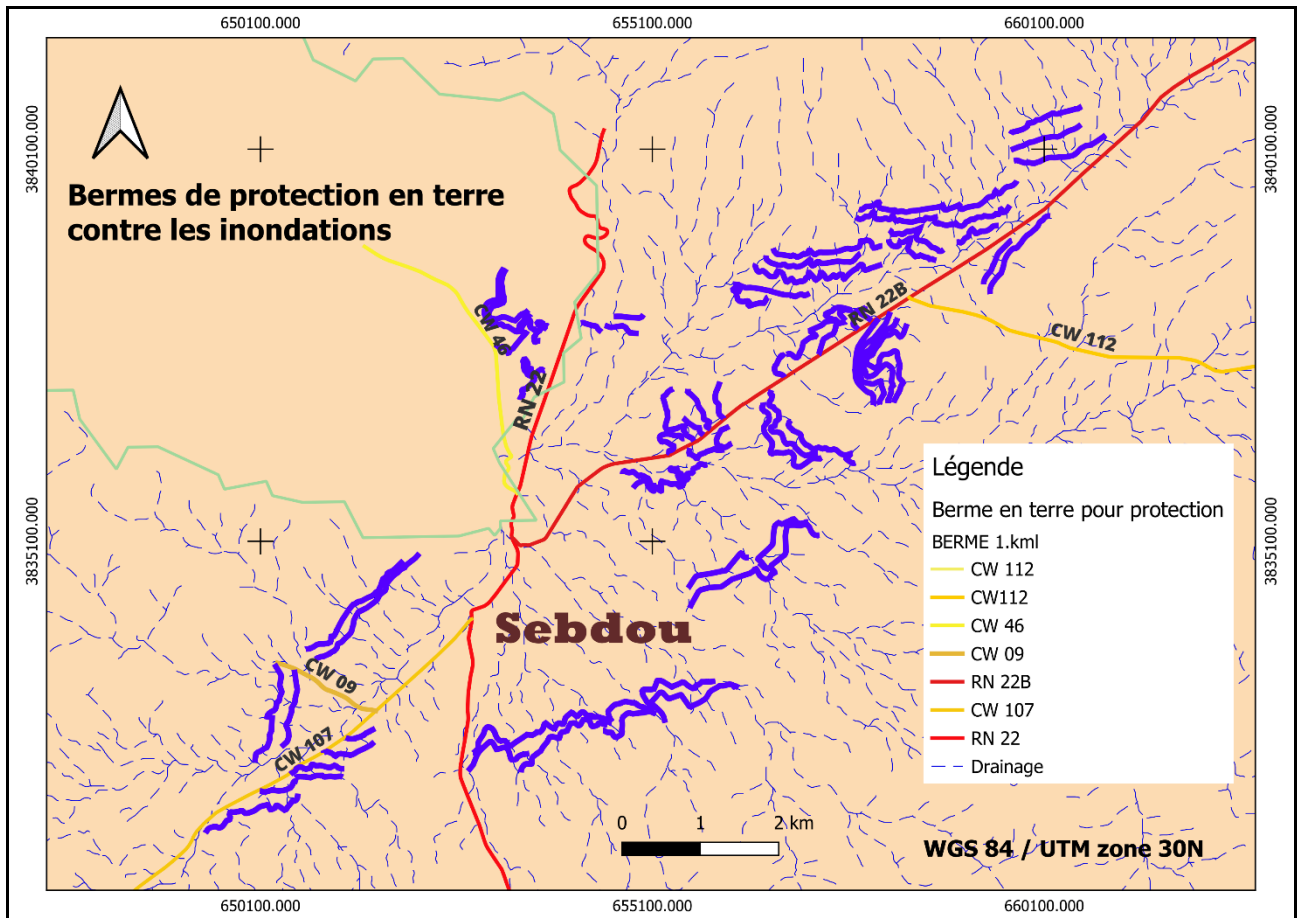 650100.000
655100.000
660100.000
3840100.000
3840100.000
Bermes de protection en terre
contre les inondations
CW 46
RN 22B
CW 112
RN 22
Légende
Berme en terre pour protection
BERME 1.kml
CW 112
CW112
CW 46
CW 09
RN 22B
CW 107
RN 22
Drainage
3835100.000
3835100.000
Sebdou
CW 09
CW 107
0
1
2 km
WGS 84 / UTM zone 30N
650100.000
655100.000
660100.000